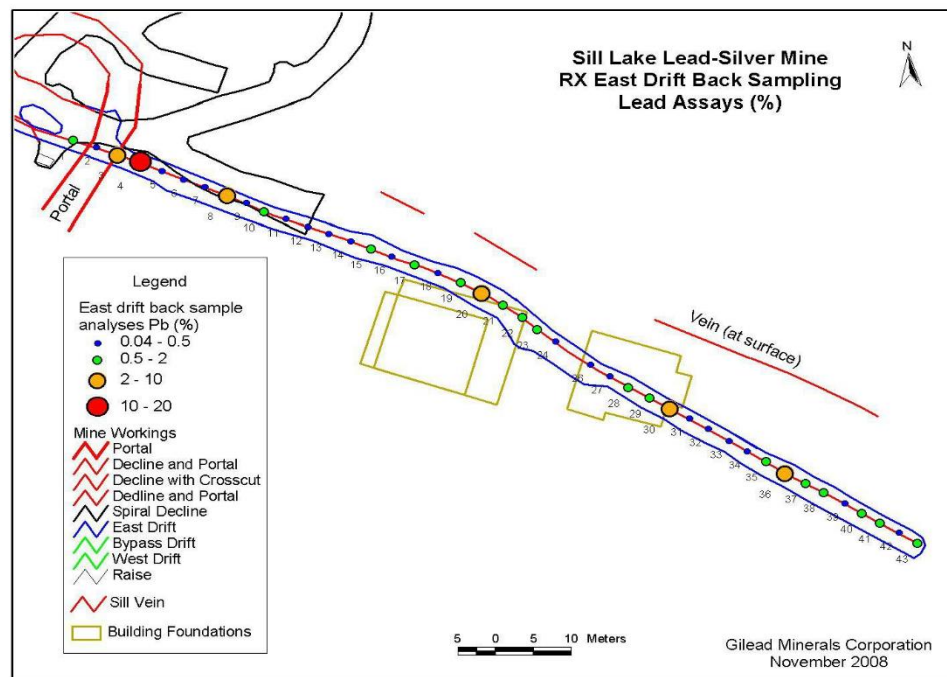 Sill Lake Lead-Silver Mine
RX East Drift Back Sampling
Lead Assays (%)
N
Portal
1
2
3
4
5
6
7
8
9
10
11
12
13
14
15
16
17
18
19
20
21
22
23
24
26
27
28
29
30
31
32
33
34
35
36
37
38
39
40
41
42
43
Vein (at surface)
Legend
East drift back sample
analyses Pb (%)
0.04 - 0.5
0.5 - 2
2 - 10
10 - 20
Mine Workings
Portal
Decline and Portal
Decline with Crosscut
Dedline and Portal
Spiral Decline
East Drift
Bypass Drift
West Drift
Raise
Sill Vein
Building Foundations
5 0 5 10 Meters
Gilead Minerals Corporation
November 2008